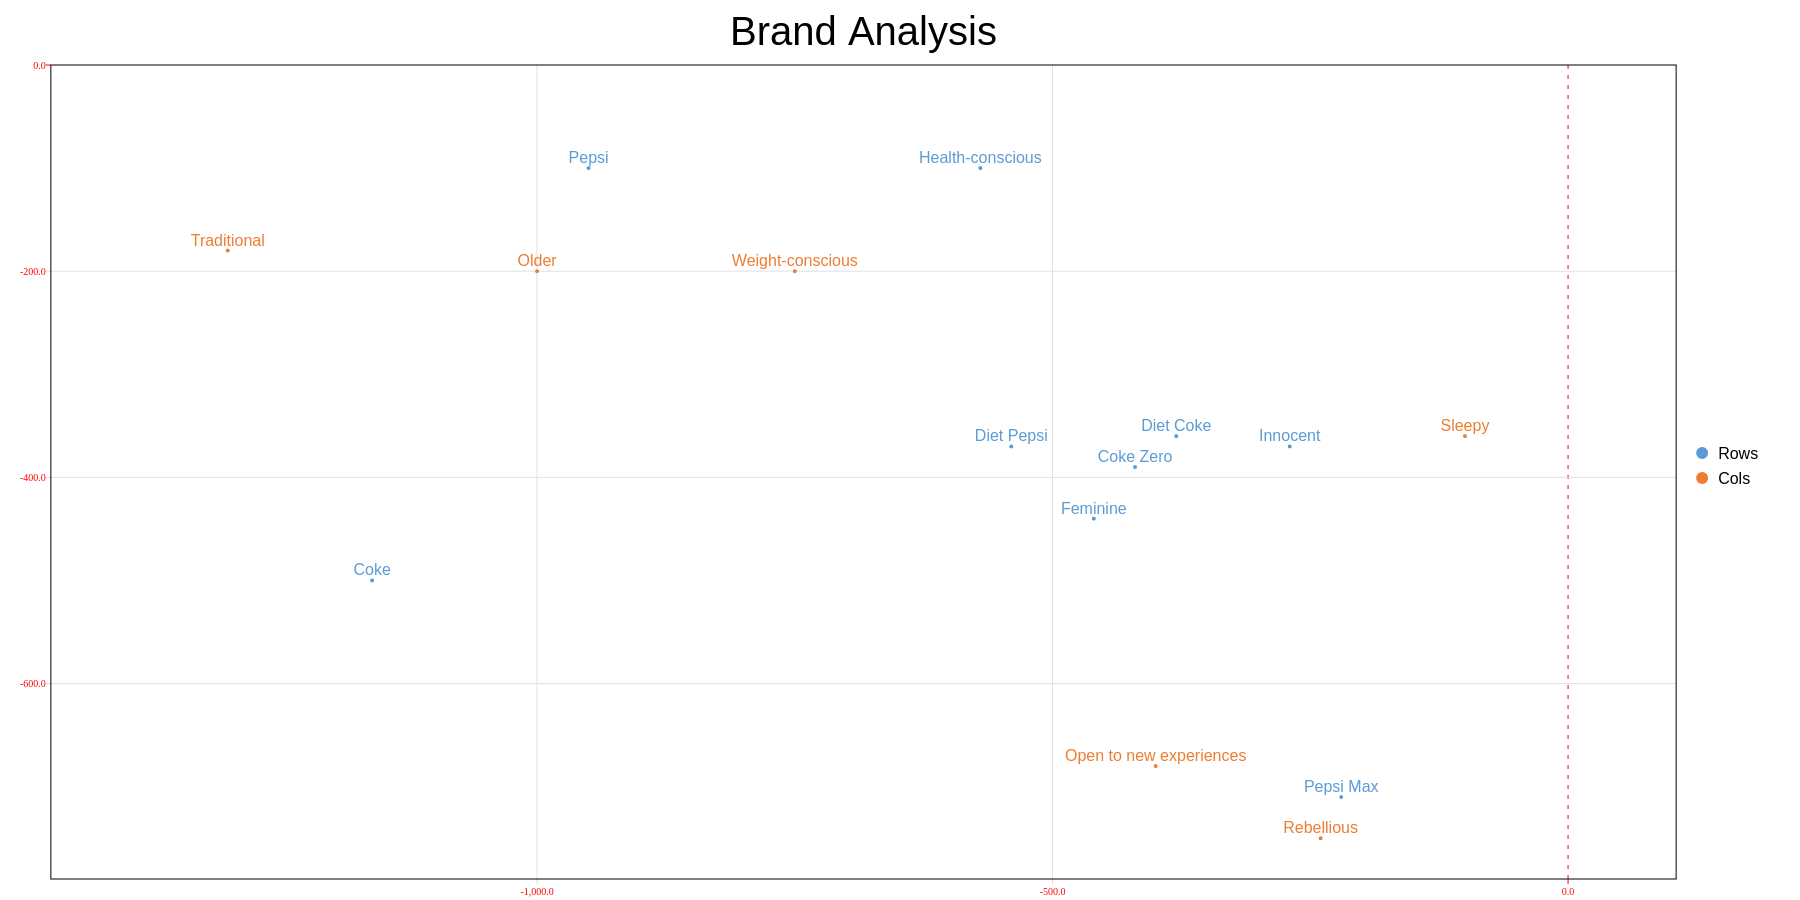 Brand Analysis
0.0
Pepsi
Health-conscious
Traditional
Older
Weight-conscious
-200.0
Diet Pepsi
Diet Coke
Innocent
Sleepy
Coke Zero
Rows
-400.0
Cols
Feminine
Coke
-600.0
Open to new experiences
Pepsi Max
Rebellious
-1,000.0
-500.0
0.0